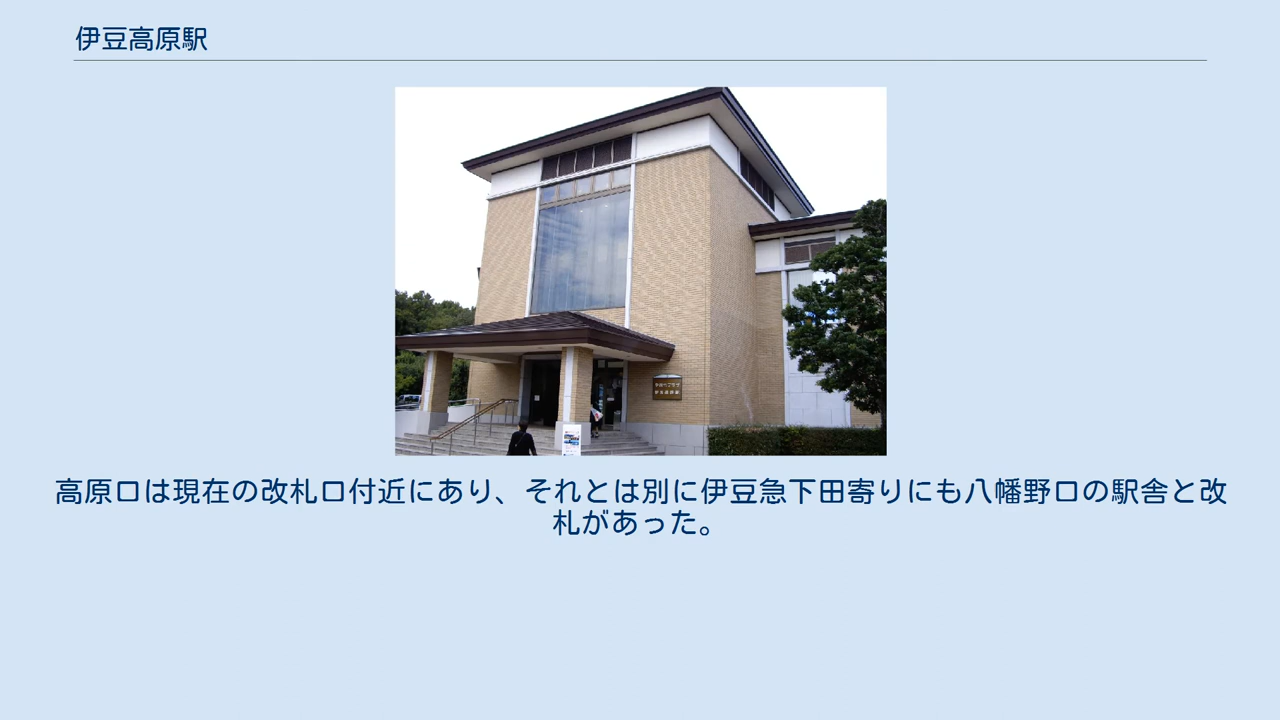 伊豆高原駅
高原口は現在の改札口付近にあり、それとは別に伊豆急下田寄りにも八幡野口の駅舎と改
札があった。